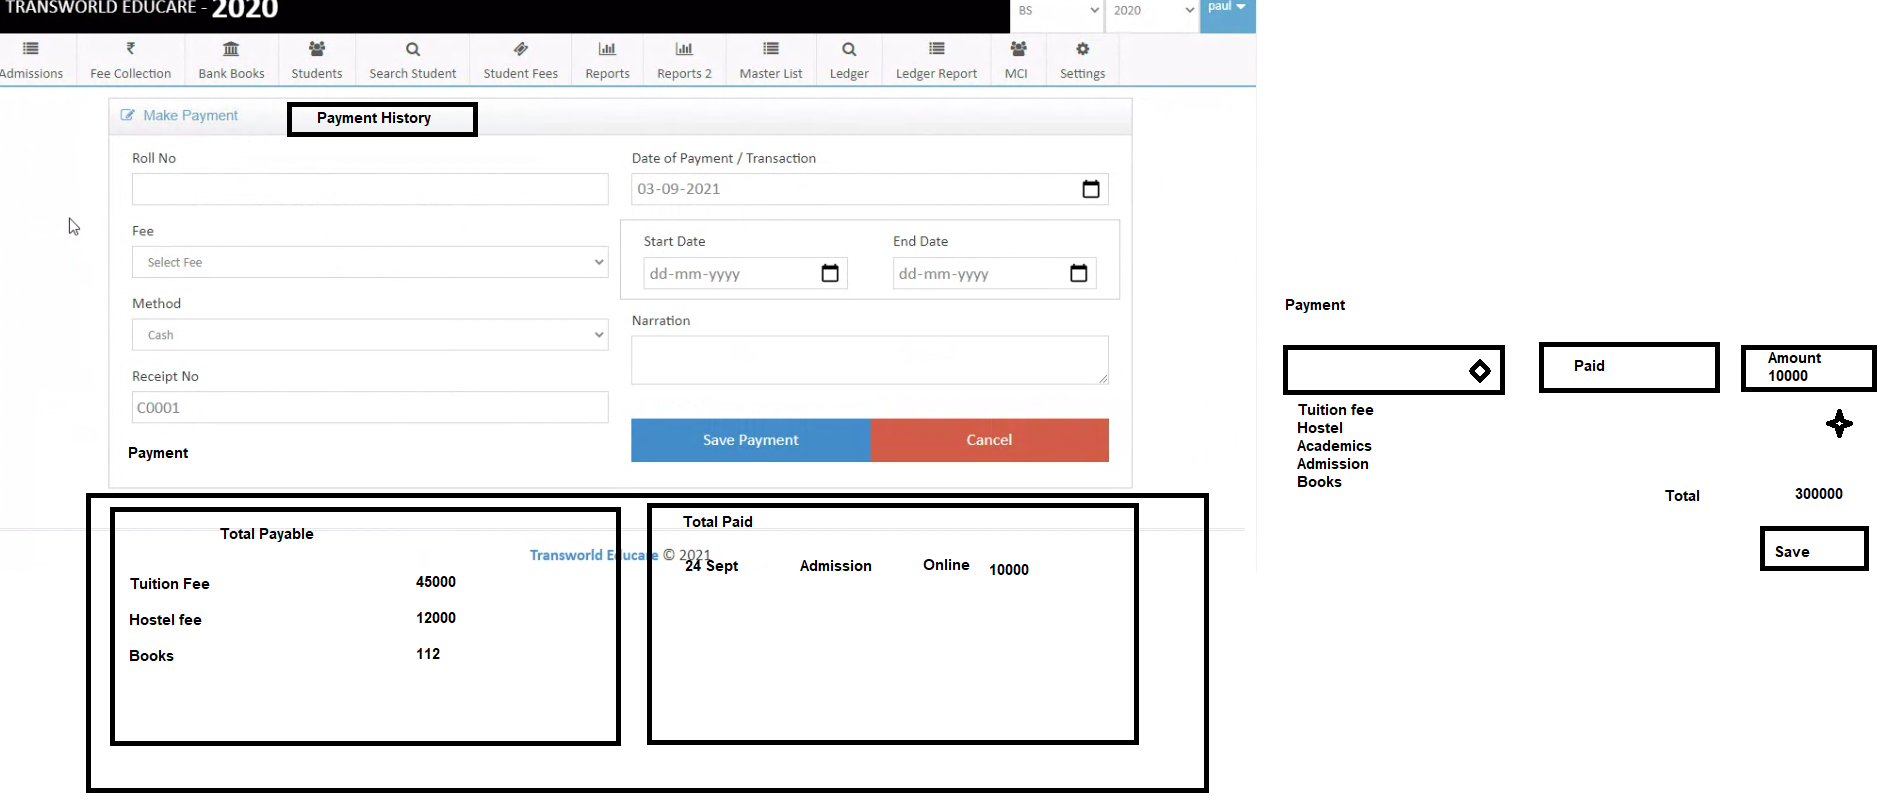 TRANSWORLD EDUCARE - 2020
BS
2020
paul
Admissions
Fee Collection
Bank Books
Students
Search Student
Student Fees
Reports
Reports 2
Master List
Ledger
Ledger Report
MCI
Settings
Make Payment
Payment History
Roll No
Date of Payment / Transaction
03-09-2021
Fee
Select Fee
Start Date
End Date
dd-mm-yyyy
dd-mm-yyyy
Method
Cash
Narration
Receipt No
C0001
Save Payment
Cancel
Payment
Total Payable
Tuition Fee 45000
Hostel fee 12000
Books 112
Total Paid
24 Sept Admission Online 10000
Transworld Educare © 2021
Payment
Paid
Amount
10000
Tuition fee
Hostel
Academics
Admission
Books
Total 300000
Save